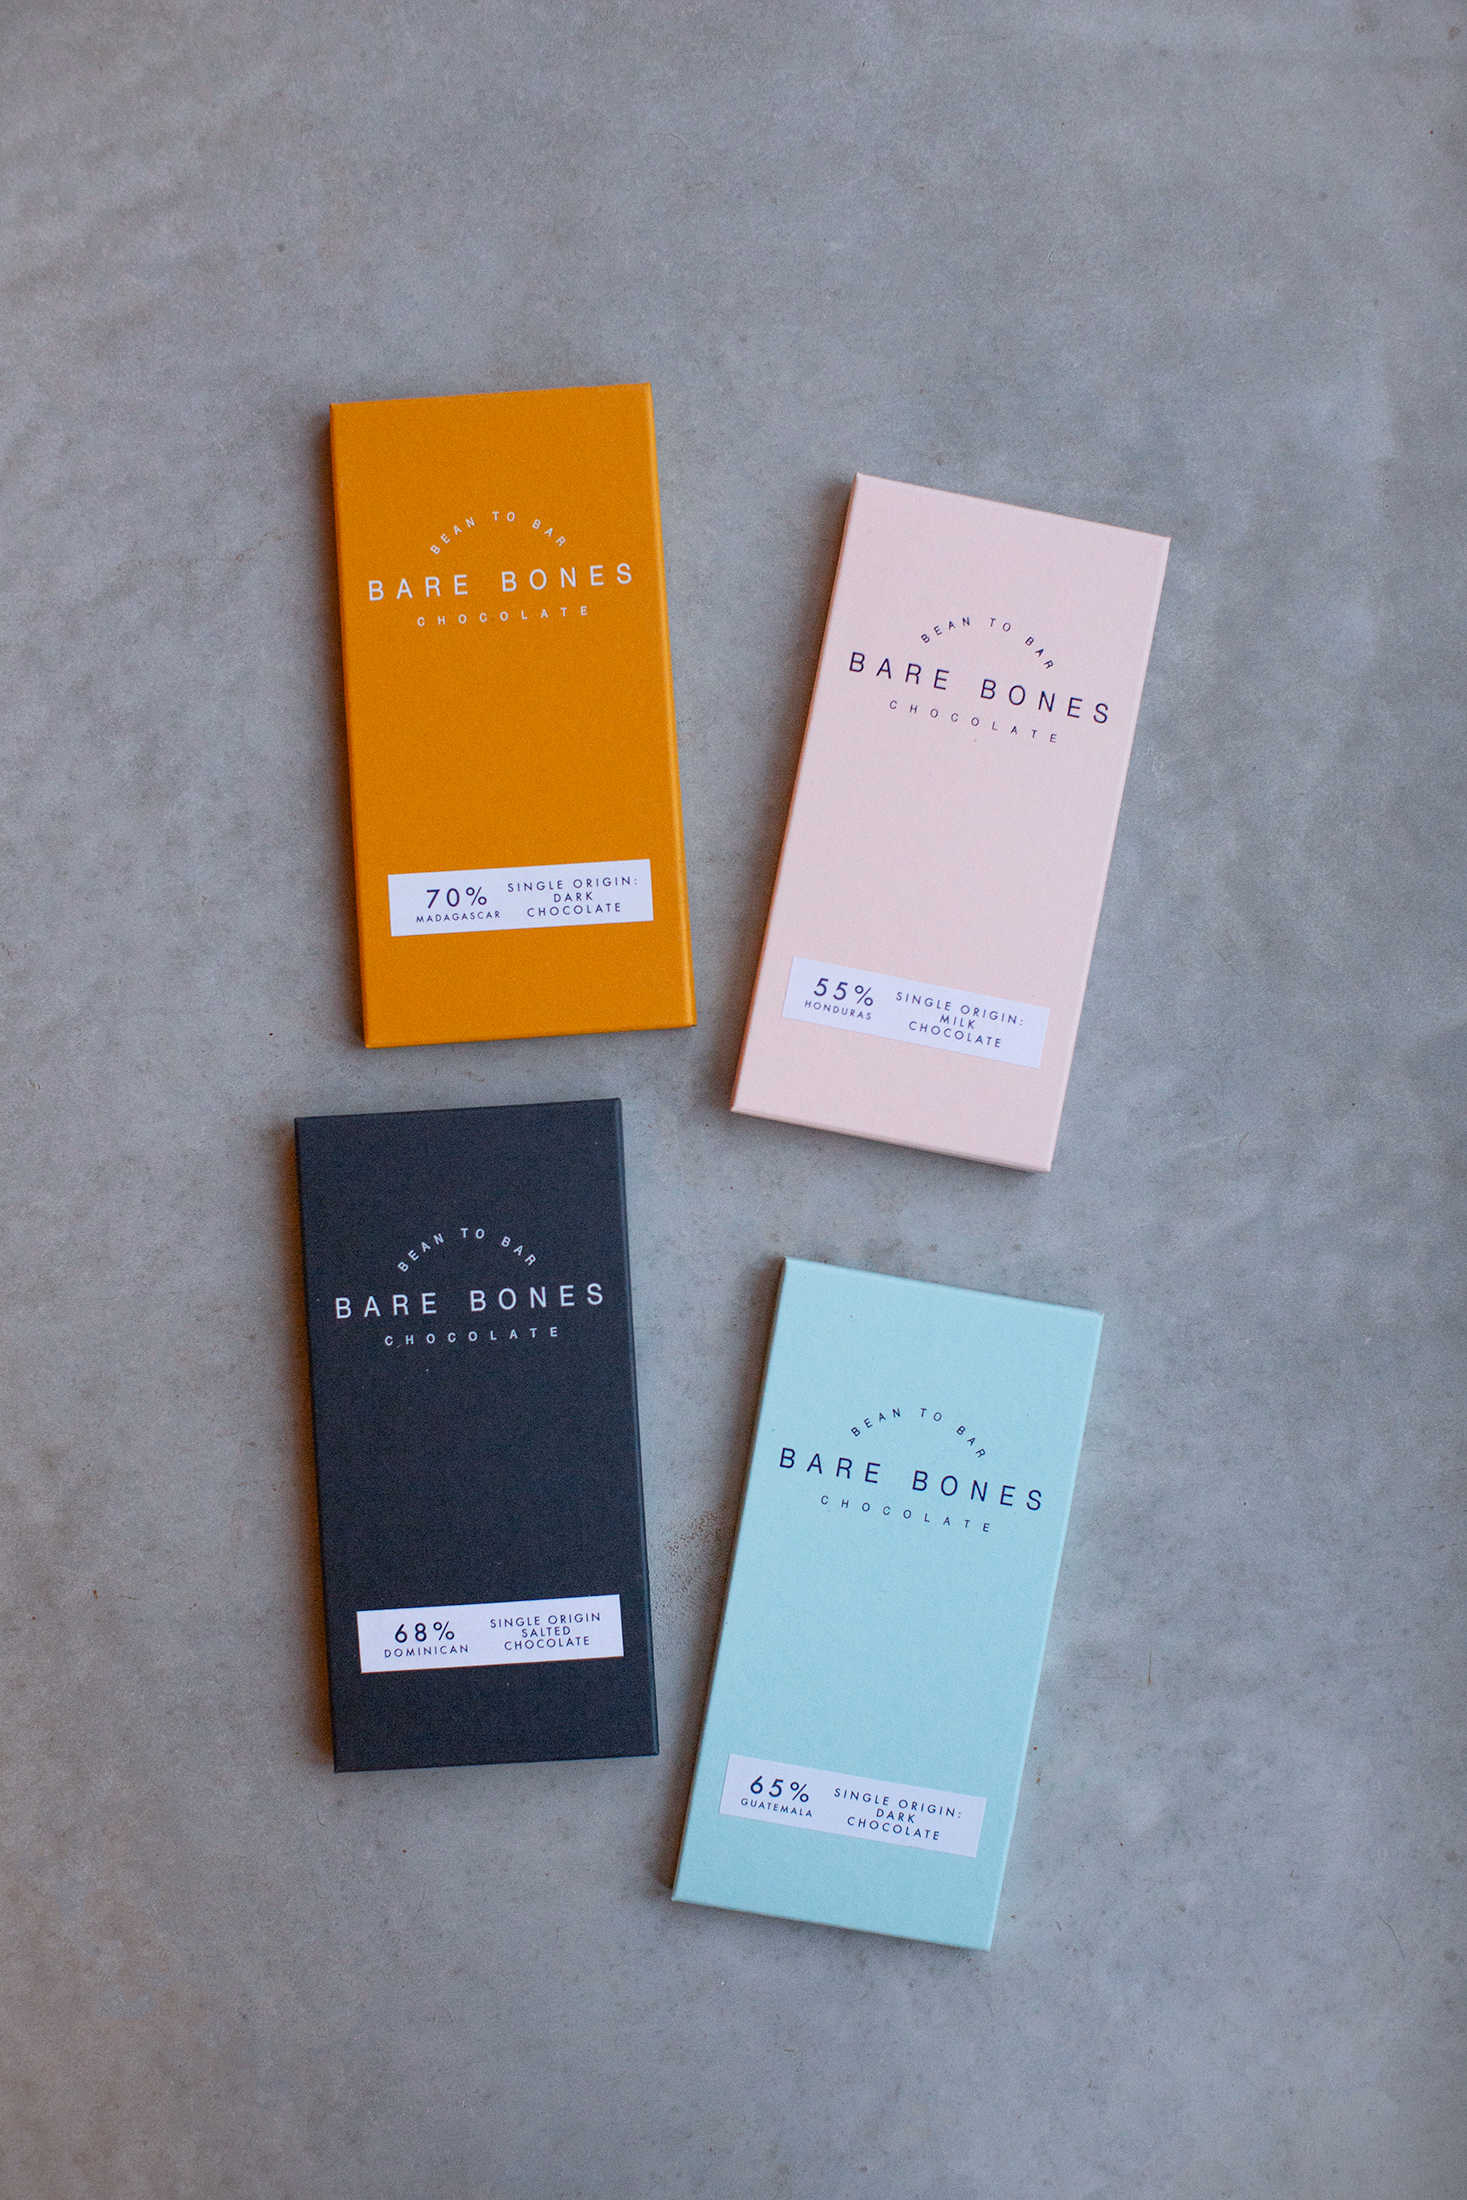 BEAN TO BAR
BARE BONES
CHOCOLATE
70%
MADAGASCAR
SINGLE ORIGIN:
DARK
CHOCOLATE
BEAN TO BAR
BARE BONES
CHOCOLATE
55%
HONDURAS
SINGLE ORIGIN:
MILK
CHOCOLATE
BEAN TO BAR
BARE BONES
CHOCOLATE
68%
DOMINICAN
SINGLE ORIGIN
SALTED
CHOCOLATE
BEAN TO BAR
BARE BONES
CHOCOLATE
65%
GUATEMALA
SINGLE ORIGIN:
DARK
CHOCOLATE